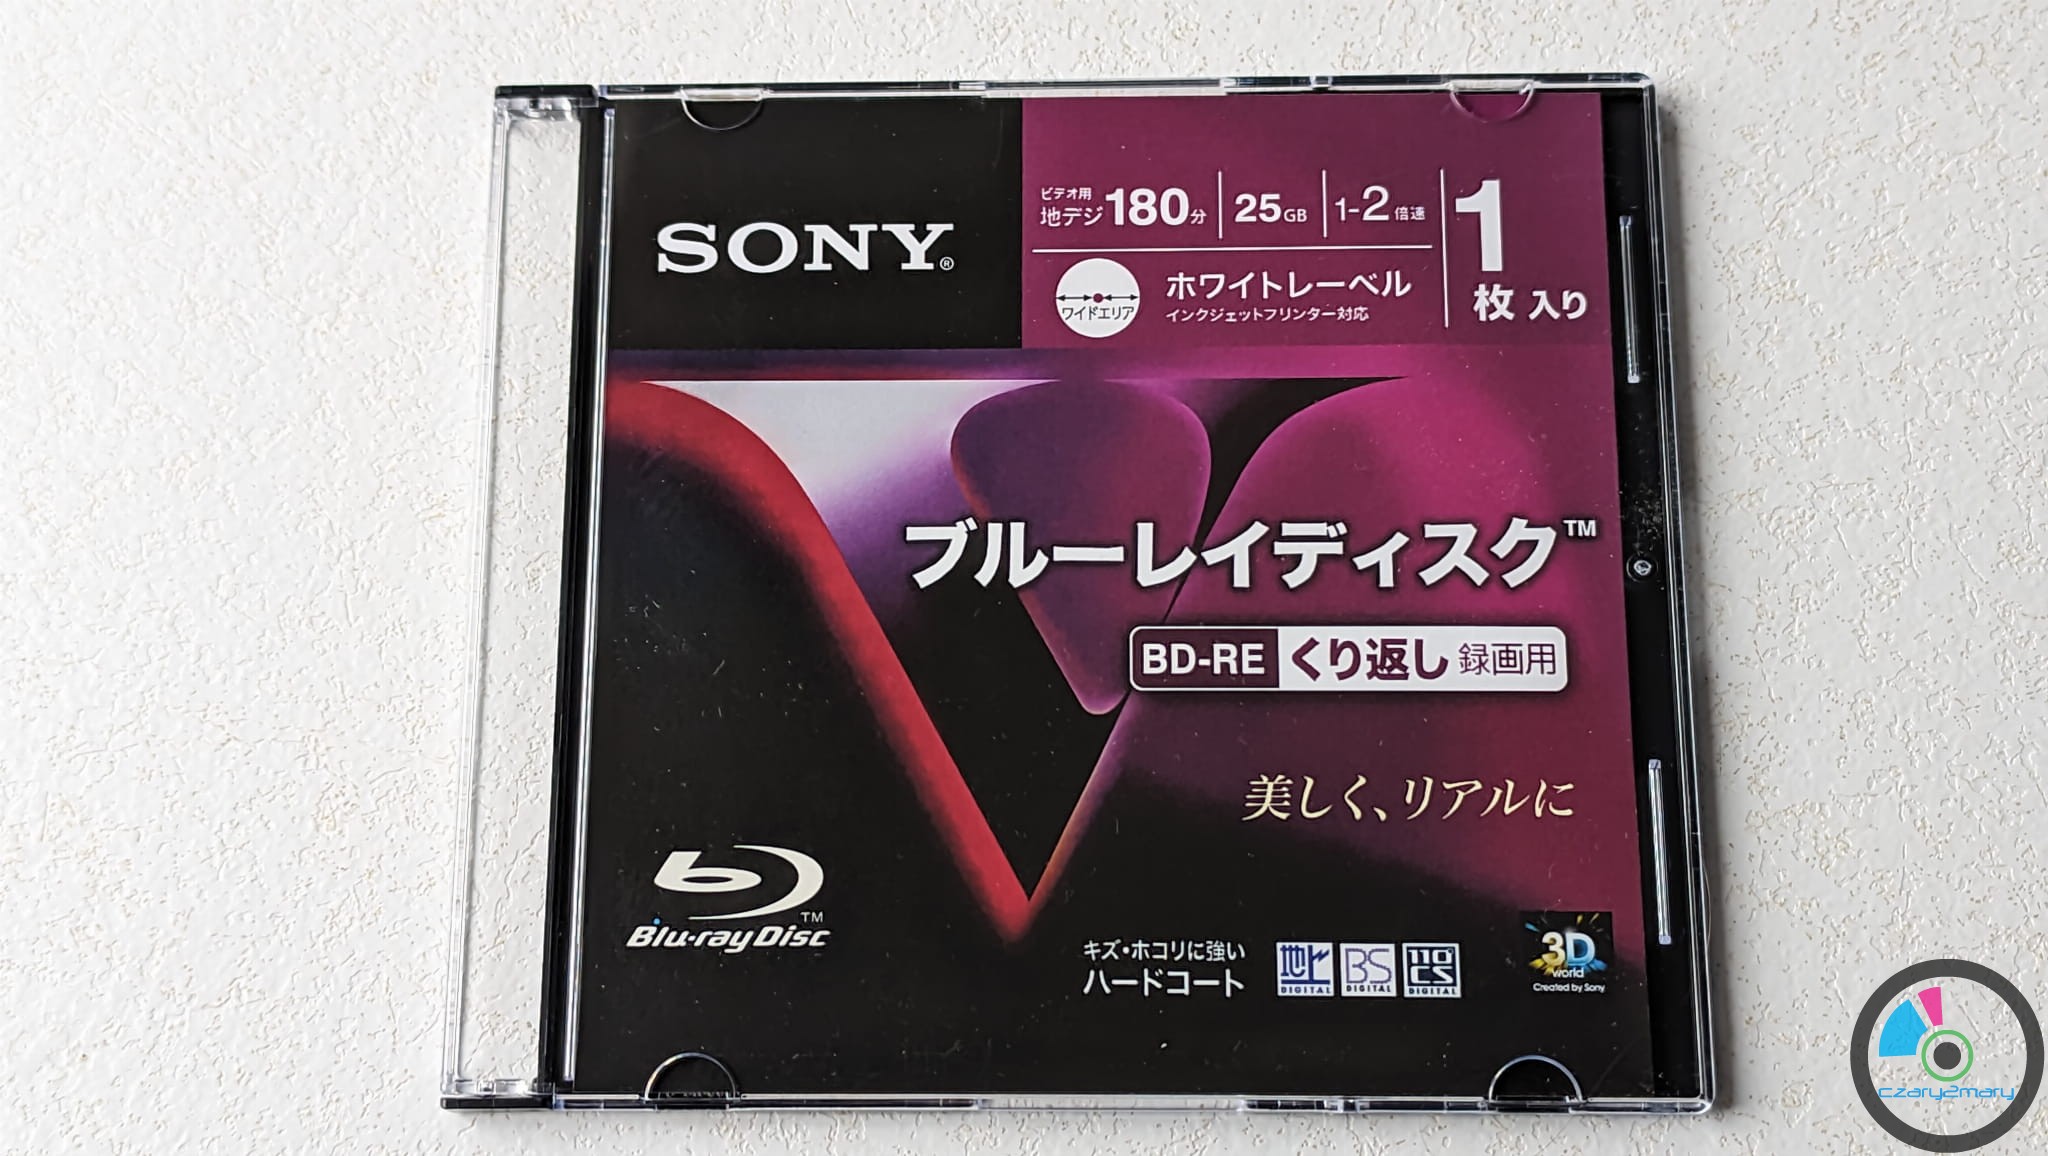 SONY®
ビデオ用
地デジ180分
25GB
1-2倍速
1
枚 入り
ワイドエリア
ホワイトレーベル
インクジェットプリンター対応
ブルーレイディスク™
BD-RE くり返し 録画用
美しく、リアルに
Blu-ray Disc™
キズ・ホコリに強い
ハードコート
地上
DIGITAL
BS
DIGITAL
110°
CS
DIGITAL
3D
world
Created by Sony
czary2mary